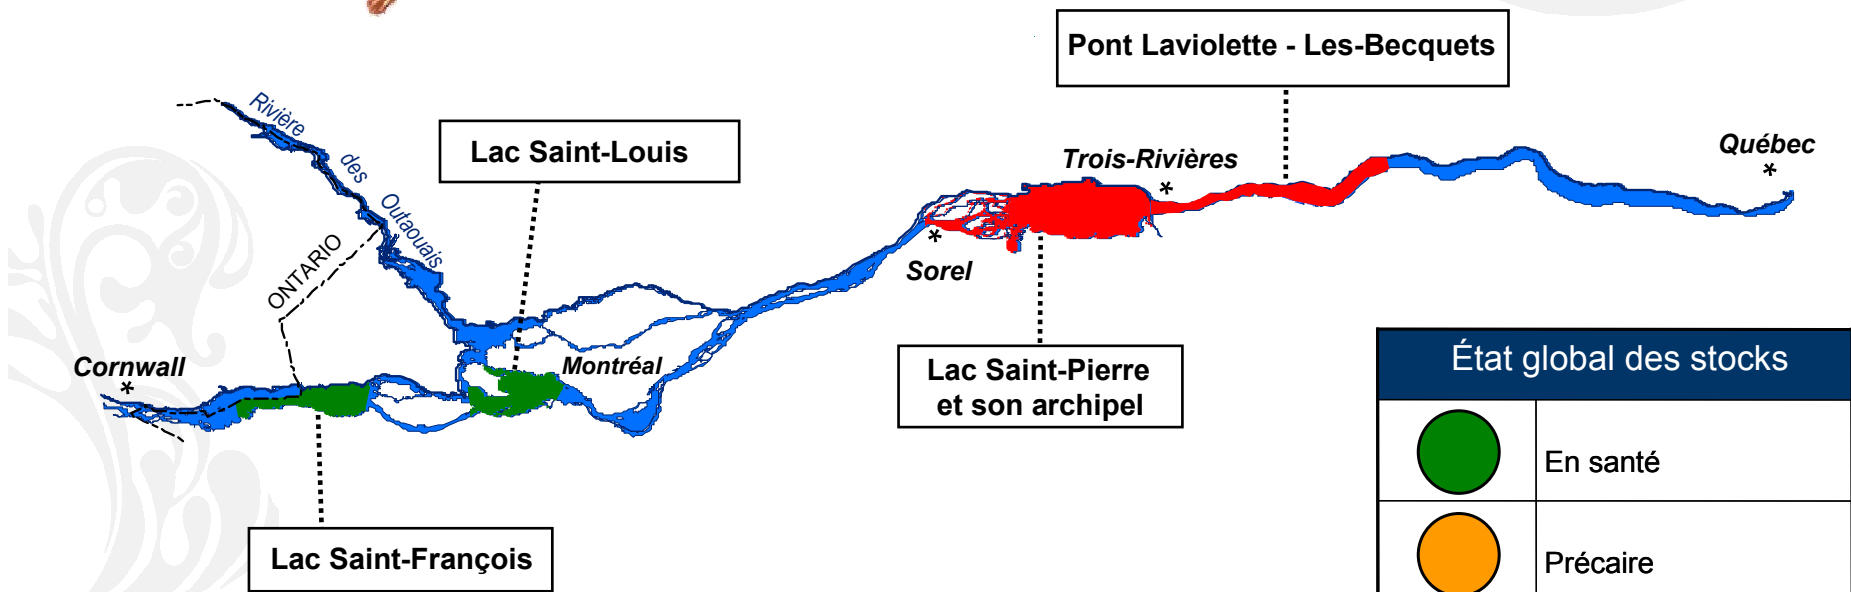 Pont Laviolette - Les-Becquets
Rivière
des
Outaouais
Lac Saint-Louis
Trois-Rivières
*
Québec
*
ONTARIO
*
Sorel
Cornwall
*
Montréal
Lac Saint-Pierre
et son archipel
Lac Saint-François
État global des stocks
En santé
Précaire